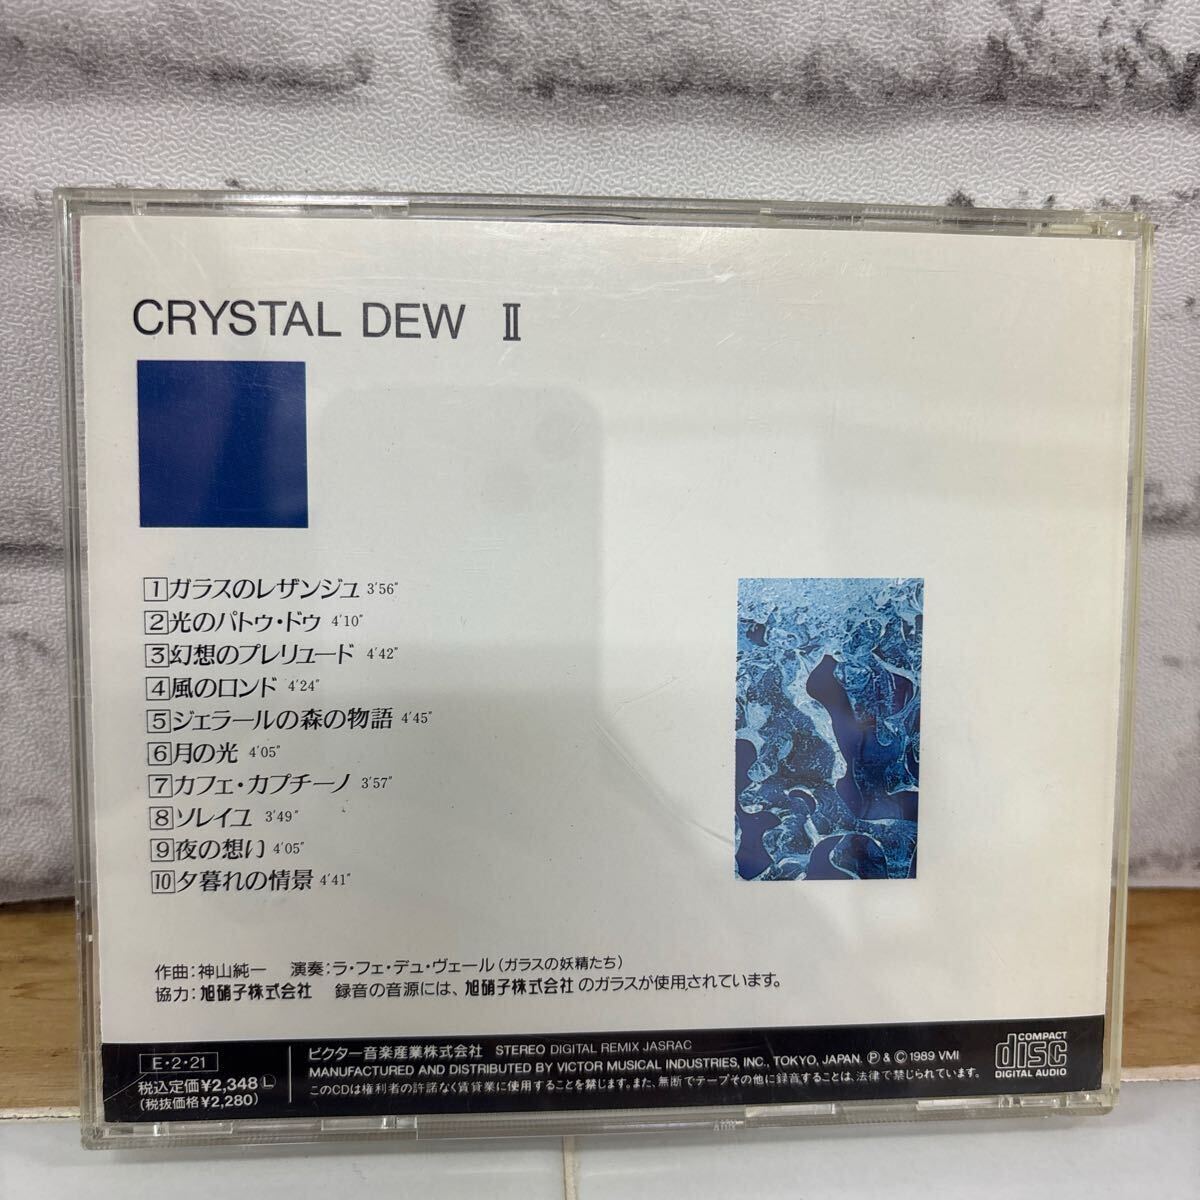 CRYSTAL DEW Ⅱ
1 ガラスのレザンジュ 3'56"
2 光のパトゥ・ドゥ 4'10"
3 幻想のプレリュード 4'42"
4 風のロンド 4'24"
5 ジェラールの森の物語 4'45"
6 月の光 4'05"
7 カフェ・カプチーノ 3'57"
8 ソレイユ 3'49"
9 夜の想い 4'05"
10 夕暮れの情景 4'41"
作曲:神山純一 演奏:ラ・フェ・デュ・ヴェール(ガラスの妖精たち)
協力:旭硝子株式会社 録音の音源には、旭硝子株式会社のガラスが使用されています。
E・2・21
税込定価¥2,348 Ⓛ
(税抜価格¥2,280)
ビクター音楽産業株式会社 STEREO DIGITAL REMIX JASRAC
MANUFACTURED AND DISTRIBUTED BY VICTOR MUSICAL INDUSTRIES, INC., TOKYO, JAPAN. Ⓟ & Ⓒ 1989 VMI
このCDは権利者の許諾なく賃貸業に使用することを禁じます。また、無断でテープその他に録音することは、法律で禁じられています。
COMPACT
disc
DIGITAL AUDIO